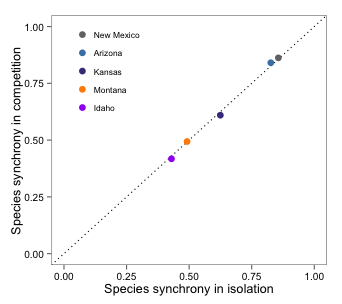 1.00
0.75
0.50
0.25
0.00
Species synchrony in competition
New Mexico
Arizona
Kansas
Montana
Idaho
0.00 0.25 0.50 0.75 1.00
Species synchrony in isolation